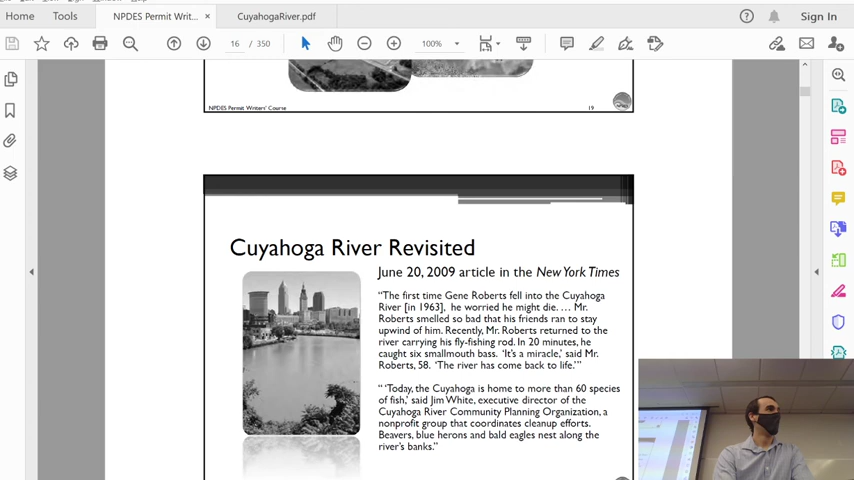 Home Tools NPDES Permit Writ... × CuyahogaRiver.pdf Sign In
16 / 350 100%
NPDES Permit Writers' Course 19
Cuyahoga River Revisited
June 20, 2009 article in the New York Times
“The first time Gene Roberts fell into the Cuyahoga
River [in 1963], he worried he might die. … Mr.
Roberts smelled so bad that his friends ran to stay
upwind of him. Recently, Mr. Roberts returned to the
river carrying his fly-fishing rod. In 20 minutes, he
caught six smallmouth bass. ‘It’s a miracle,’ said Mr.
Roberts, 58. ‘The river has come back to life.’”
“ ‘Today, the Cuyahoga is home to more than 60 species
of fish,’ said Jim White, executive director of the
Cuyahoga River Community Planning Organization, a
nonprofit group that coordinates cleanup efforts.
Beavers, blue herons and bald eagles nest along the
river’s banks.”